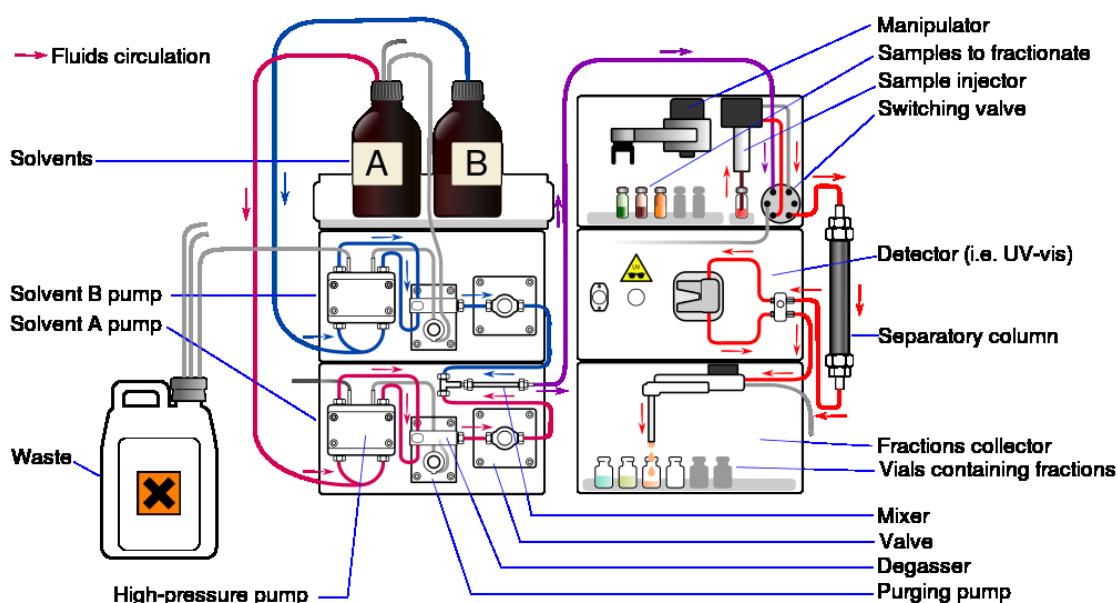 Fluids circulation
Manipulator
Samples to fractionate
Sample injector
Switching valve
Solvents
A
B
UV
Detector (i.e. UV-vis)
Solvent B pump
Solvent A pump
Separatory column
Waste
Fractions collector
Vials containing fractions
Mixer
Valve
Degasser
High-pressure pump
Purging pump